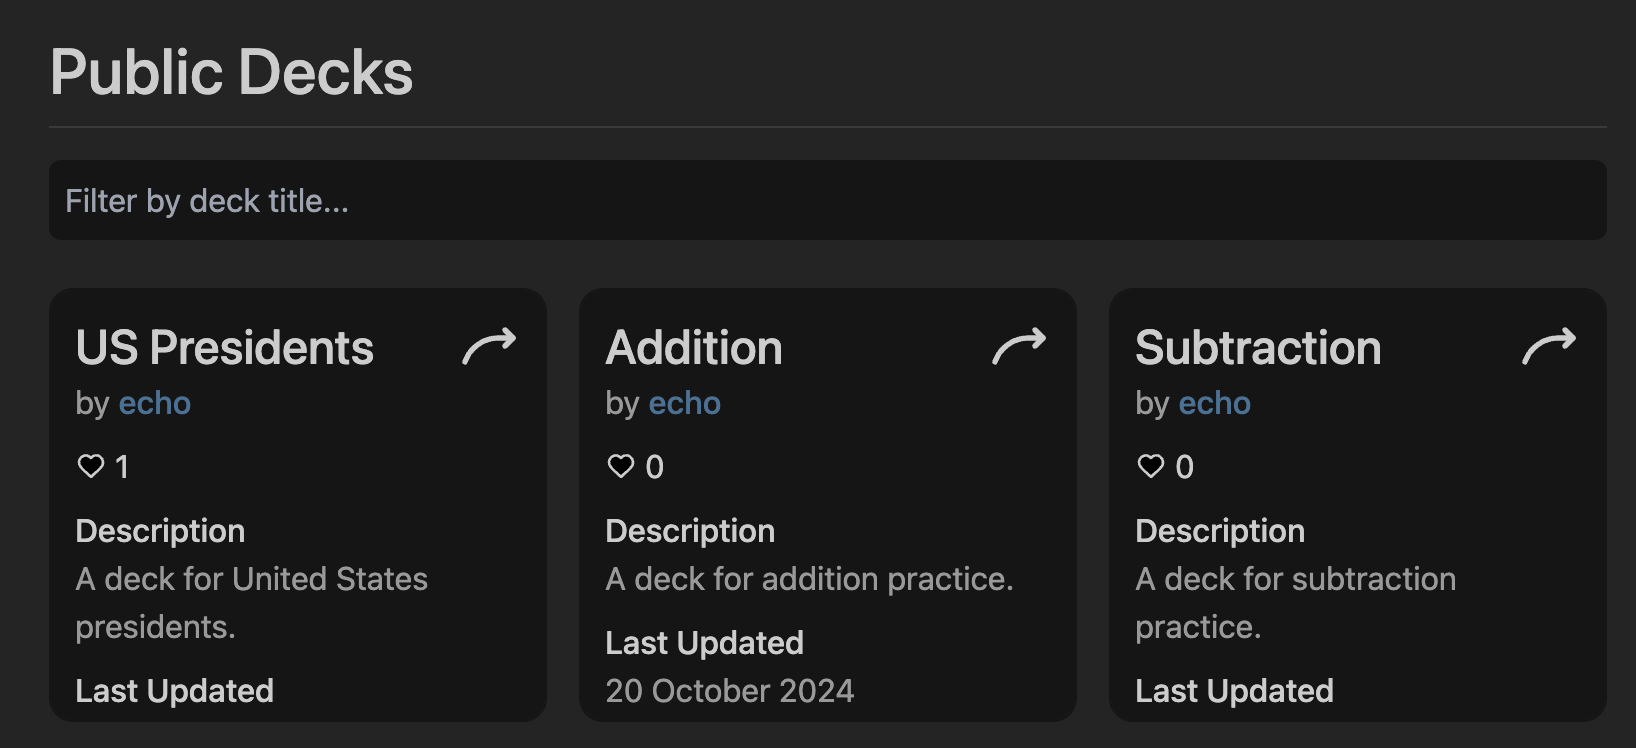 Public Decks
Filter by deck title...
US Presidents
by echo
1
Description
A deck for United States
presidents.
Last Updated
Addition
by echo
0
Description
A deck for addition practice.
Last Updated
20 October 2024
Subtraction
by echo
0
Description
A deck for subtraction
practice.
Last Updated